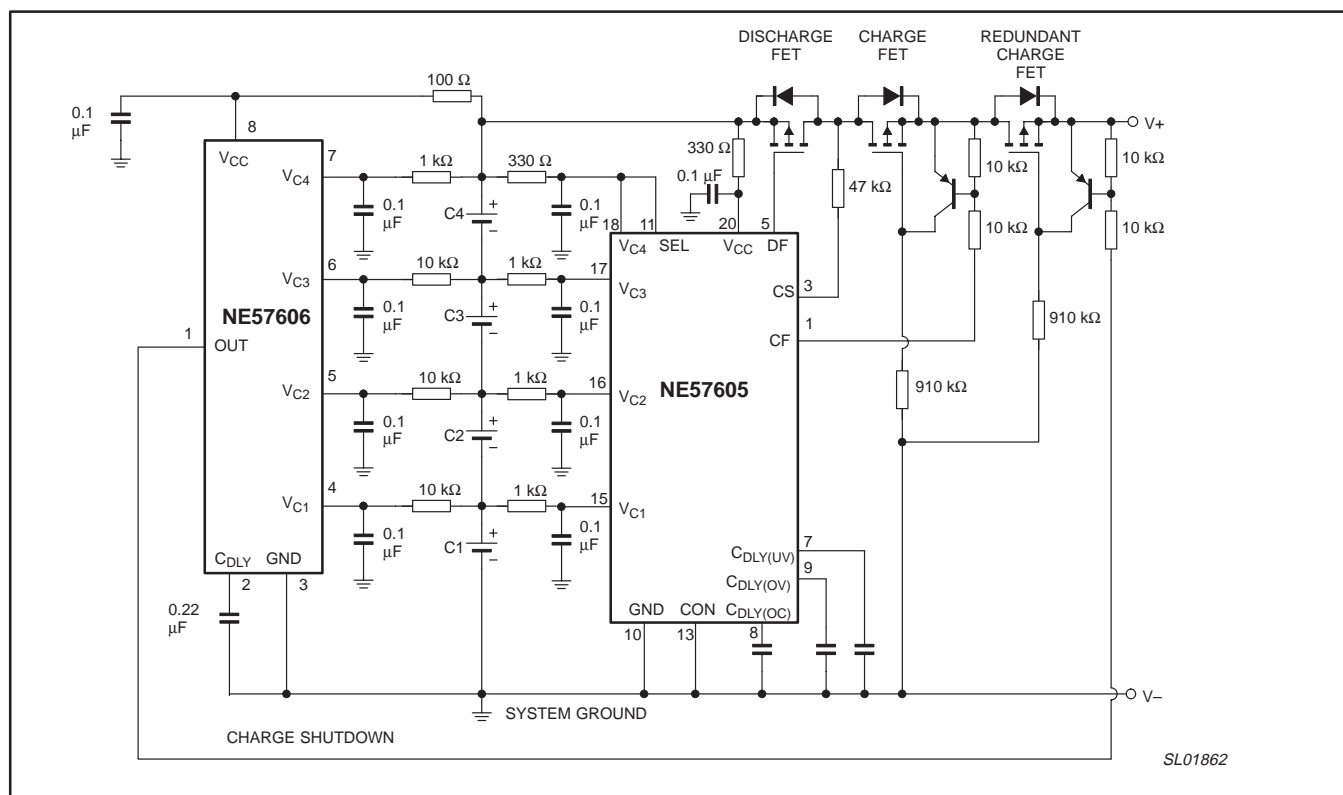 DISCHARGE
FET
CHARGE
FET
REDUNDANT
CHARGE
FET
100 Ω
0.1
μF
8
VCC
7
VC4
1 kΩ
330 Ω
0.1
μF
C4
+
–
0.1
μF
18
VC4
11
SEL
330 Ω
0.1 μF
20
VCC
5
DF
47 kΩ
10 kΩ
10 kΩ
10 kΩ
10 kΩ
V+
6
VC3
10 kΩ
1 kΩ
17
VC3
0.1
μF
C3
+
–
0.1
μF
CS
3
CF
1
910 kΩ
910 kΩ
NE57606
1
OUT
5
VC2
10 kΩ
1 kΩ
16
VC2
NE57605
0.1
μF
C2
+
–
0.1
μF
4
VC1
10 kΩ
1 kΩ
15
VC1
0.1
μF
C1
+
–
0.1
μF
CDLY
GND
2
3
0.22
μF
7
CDLY(UV)
9
CDLY(OV)
GND
CON
CDLY(OC)
10
13
8
V–
SYSTEM GROUND
CHARGE SHUTDOWN
SL01862